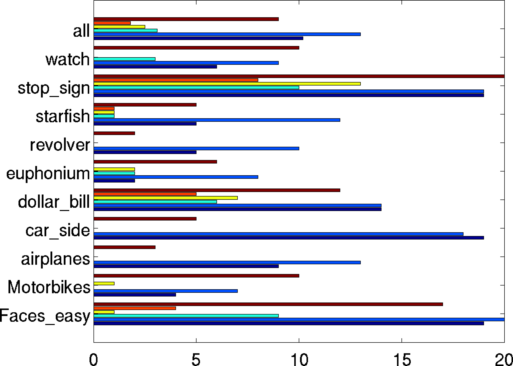 all
watch
stop_sign
starfish
revolver
euphonium
dollar_bill
car_side
airplanes
Motorbikes
Faces_easy
0 5 10 15 20